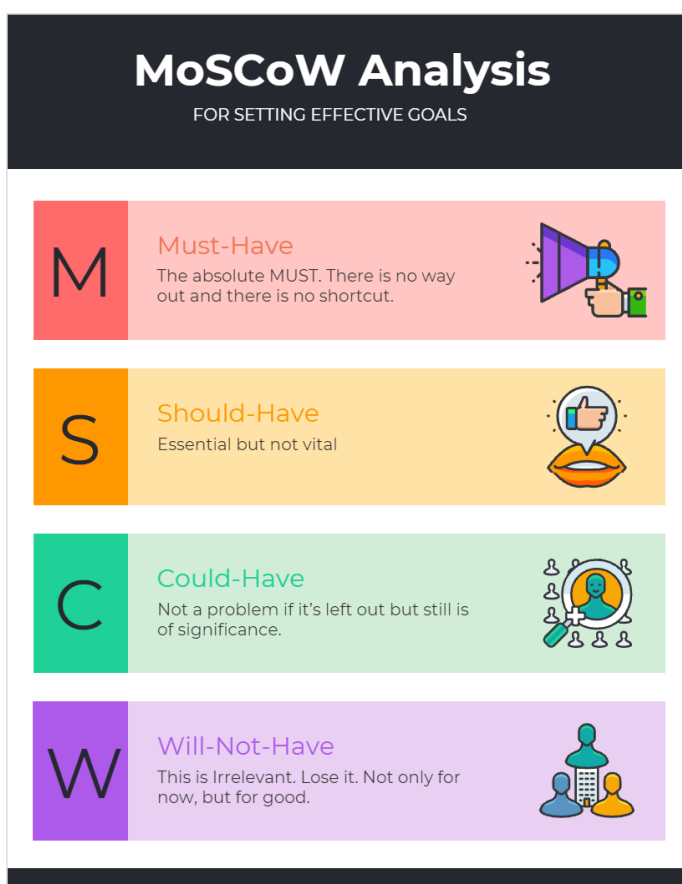 MoSCoW Analysis
FOR SETTING EFFECTIVE GOALS
M
Must-Have
The absolute MUST. There is no way
out and there is no shortcut.
S
Should-Have
Essential but not vital
C
Could-Have
Not a problem if it's left out but still is
of significance.
W
Will-Not-Have
This is Irrelevant. Lose it. Not only for
now, but for good.